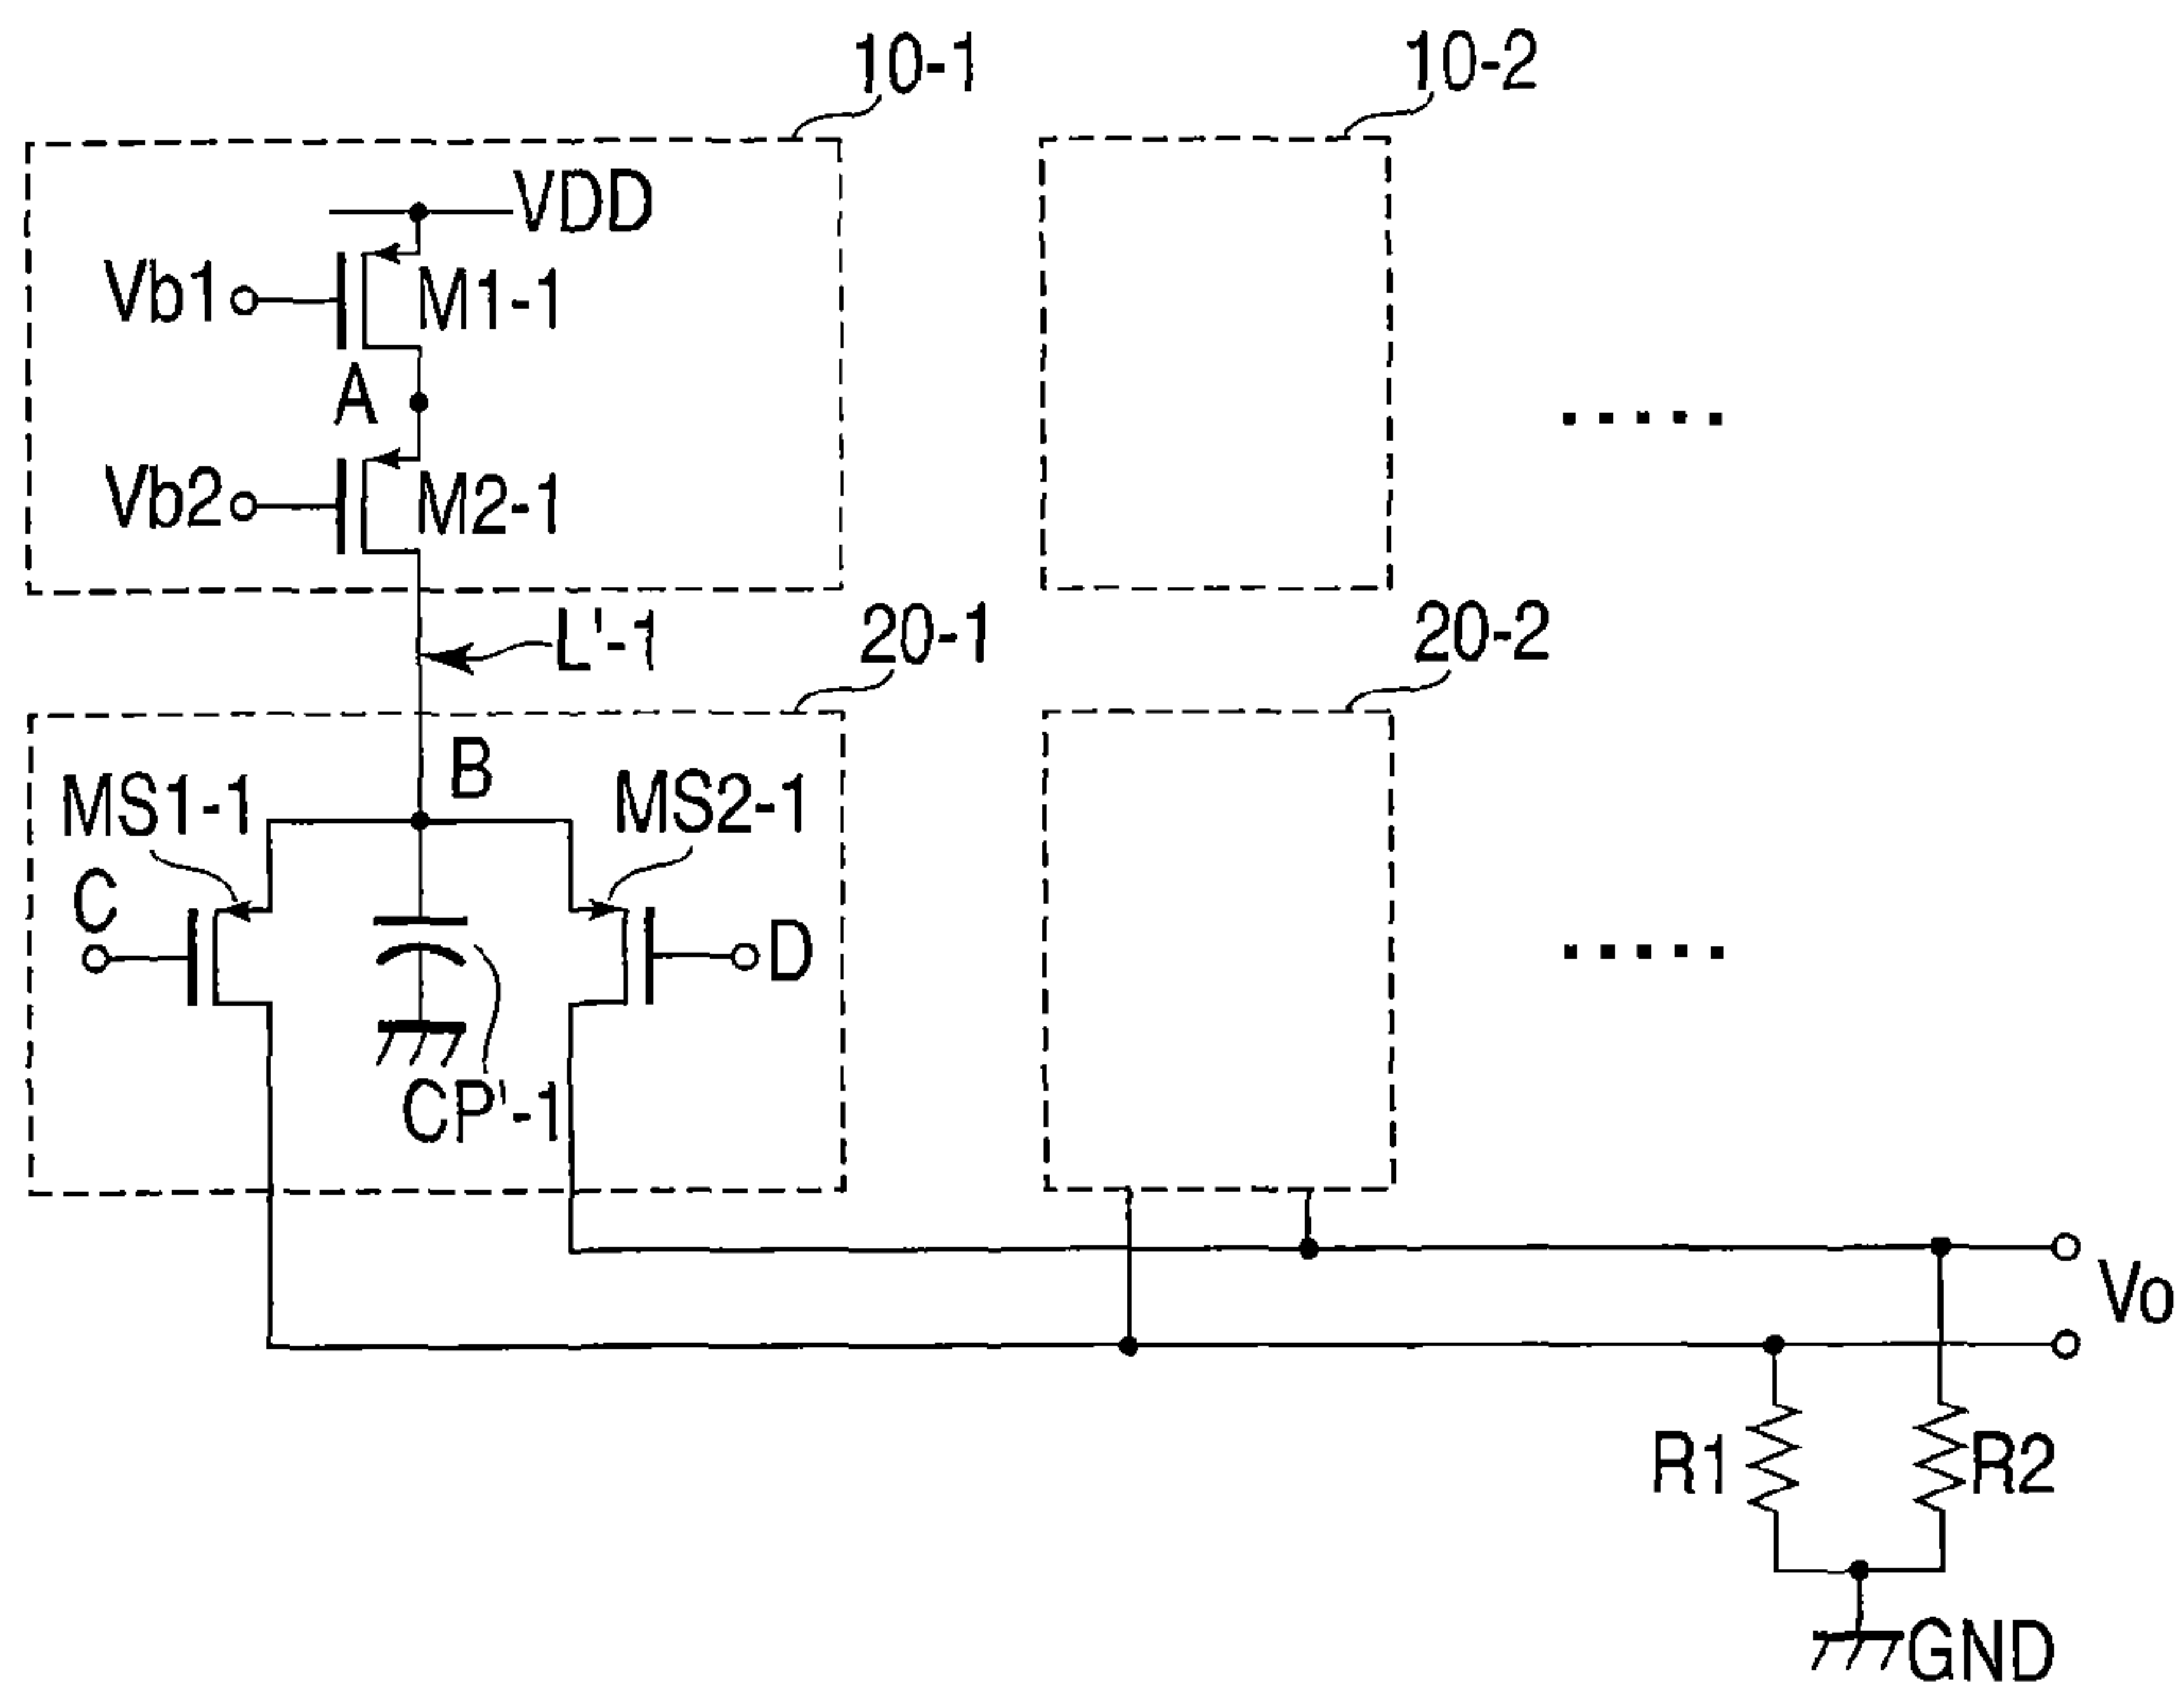 10-1
10-2
VDD
Vb1
M1-1
A
Vb2
M2-1
L'-1
20-1
20-2
B
MS1-1
MS2-1
C
D
CP'-1
Vo
R1
R2
GND